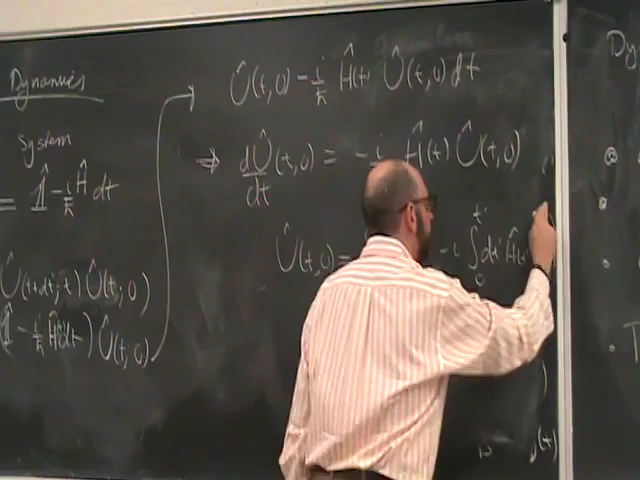 Dynamics
System
= 𝟙̂ - i/ħ Ĥ dt
Û(t+dt; t) Û(t; 0)
(𝟙̂ - i/ħ Ĥ dt) Û(t, 0)
Û(t, 0) - i/ħ Ĥ(t) Û(t, 0) dt
⇒ dÛ/dt (t, 0) = - i Ĥ(t) Û(t, 0)
Û(t, 0) = - i ∫₀ᵗ dt' Ĥ(t'
Dy
T